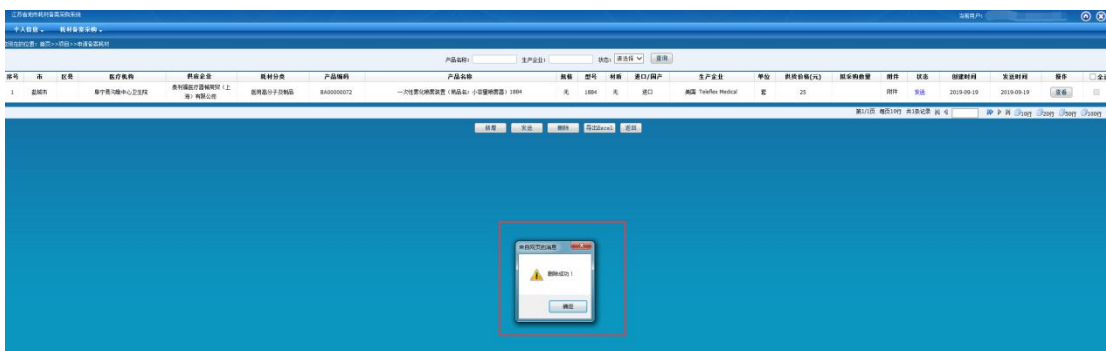 江苏省地市耗材备案采购系统
当前用户:
个人信息 耗材备案采购
您现在的位置：首页>>项目>>申请备案耗材
产品名称： 生产企业： 状态： 请选择 查询
序号 市 区县 医疗机构 供应企业 耗材分类 产品编码 产品名称 规格 型号 材质 进口/国产 生产企业 单位 供货价格(元) 拟采购数量 附件 状态 创建时间 发送时间 操作 全选
1 盐城市 阜宁县沟墩中心卫生院 泰利福医疗器械商贸（上海）有限公司 医用高分子及制品 BA00000072 一次性雾化喷雾装置（商品名：小容量喷雾器）1884 无 1884 无 进口 美国 Teleflex Medical 套 25 附件 发送 2019-09-19 2019-09-19 查看
第1/1页 每页10行 共1条记录 10行 20行 50行 100行
新增 发送 删除 导出Excel 返回
来自网页的消息
删除成功！
确定